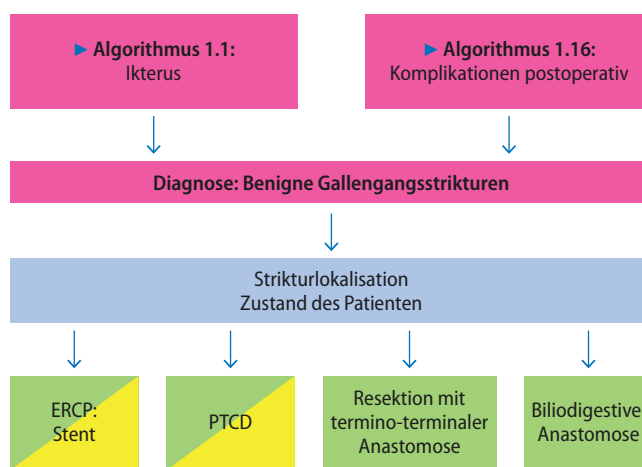 ► Algorithmus 1.1:
Ikterus
► Algorithmus 1.16:
Komplikationen postoperativ
Diagnose: Benigne Gallengangsstrikturen
Strikturlokalisation
Zustand des Patienten
ERCP:
Stent
PTCD
Resektion mit
termino-terminaler
Anastomose
Biliodigestive
Anastomose